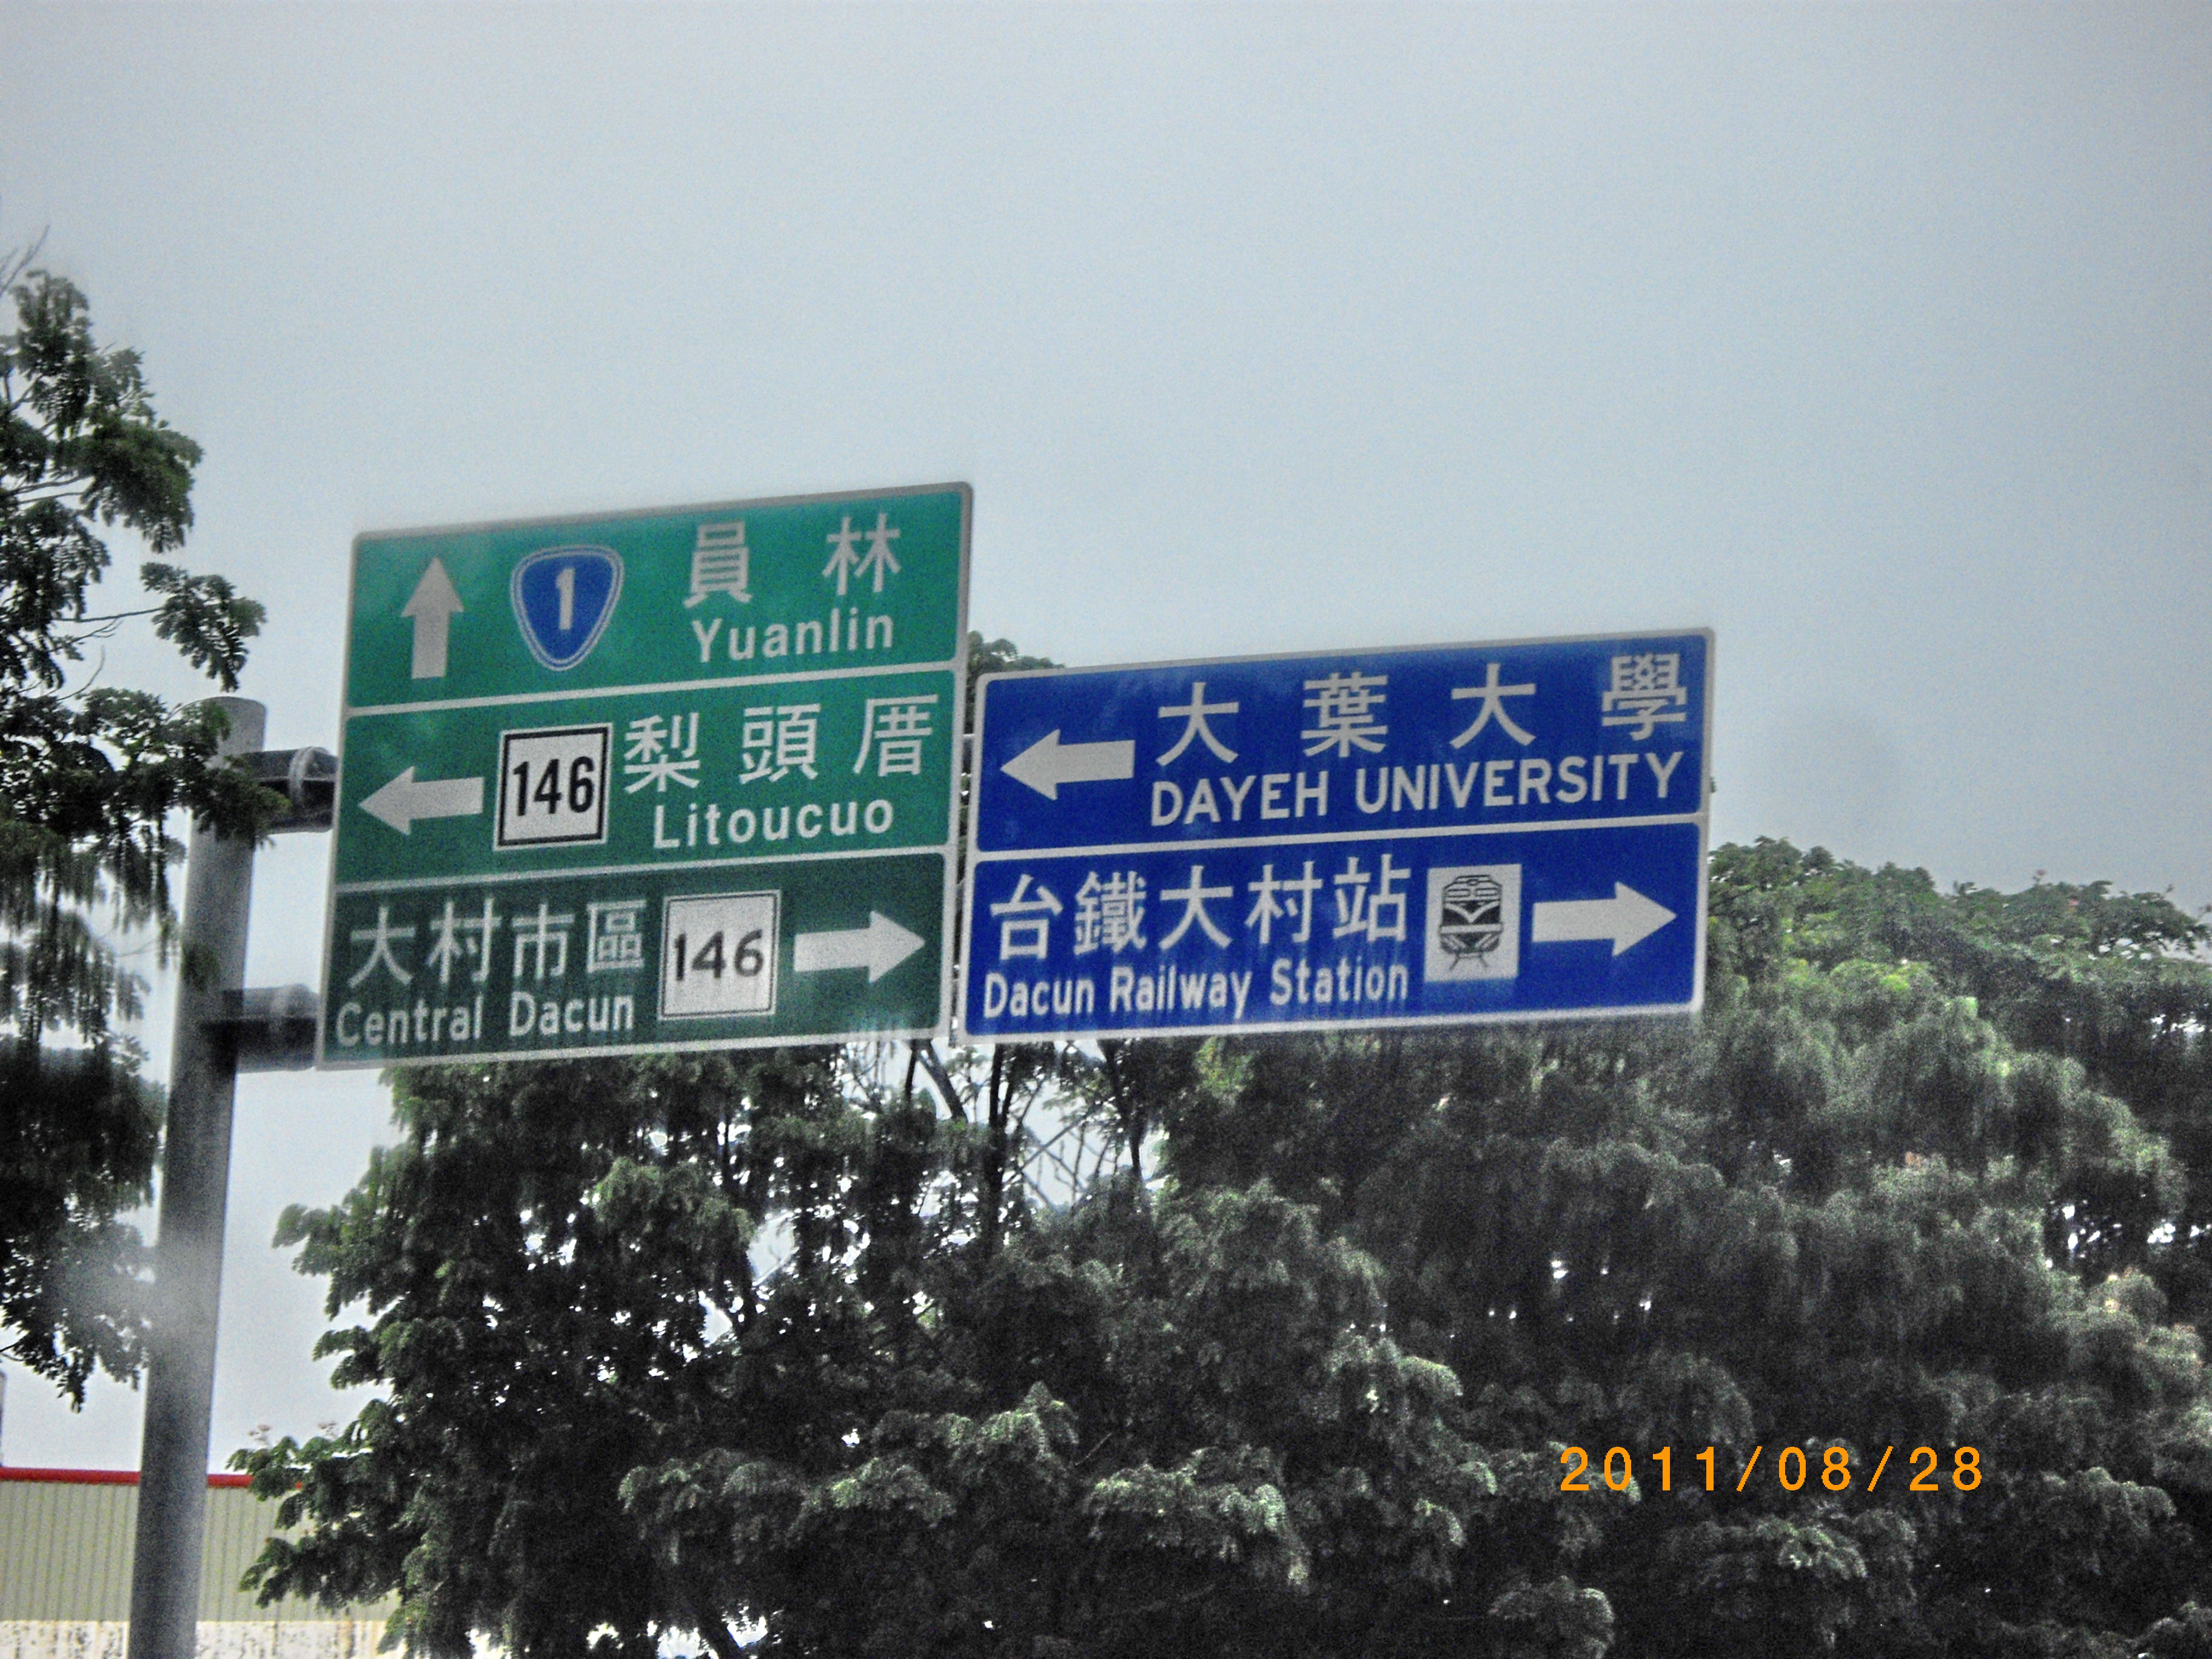 1 員林
Yuanlin
146 梨頭厝
Litoucuo
大村市區 146
Central Dacun
大葉大學
DAYEH UNIVERSITY
台鐵大村站
Dacun Railway Station
2011/08/28